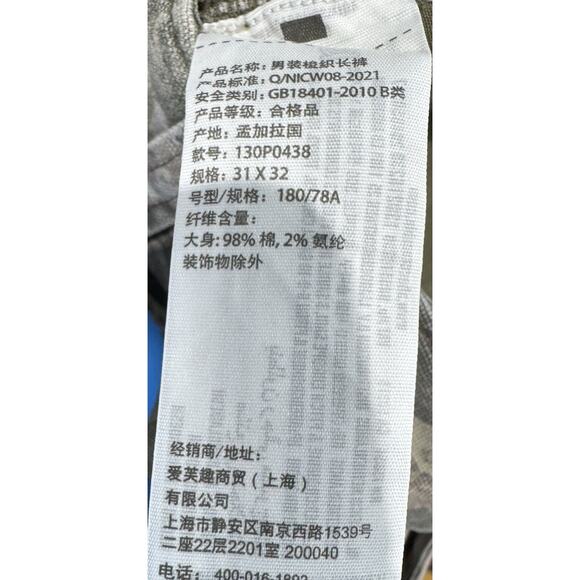 产品名称: 男装梭织长裤
产品标准: Q/NICW08-2021
安全类别: GB18401-2010 B类
产品等级: 合格品
产地: 孟加拉国
款号: 130P0438
规格: 31 X 32
号型/规格: 180/78A
纤维含量:
大身: 98% 棉, 2% 氨纶
装饰物除外
经销商/地址:
爱芙趣商贸（上海）
有限公司
上海市静安区南京西路1539号
二座22层2201室 200040
电话: 400-016-1892